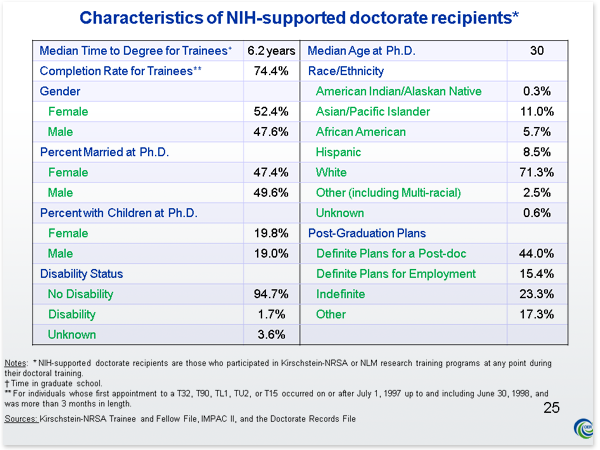 Characteristics of NIH-supported doctorate recipients*
Median Time to Degree for Trainees+ 6.2 years Median Age at Ph.D. 30
Completion Rate for Trainees** 74.4% Race/Ethnicity
Gender American Indian/Alaskan Native 0.3%
Female 52.4% Asian/Pacific Islander 11.0%
Male 47.6% African American 5.7%
Percent Married at Ph.D. Hispanic 8.5%
Female 47.4% White 71.3%
Male 49.6% Other (including Multi-racial) 2.5%
Percent with Children at Ph.D. Unknown 0.6%
Female 19.8% Post-Graduation Plans
Male 19.0% Definite Plans for a Post-doc 44.0%
Disability Status Definite Plans for Employment 15.4%
No Disability 94.7% Indefinite 23.3%
Disability 1.7% Other 17.3%
Unknown 3.6%
Notes: * NIH-supported doctorate recipients are those who participated in Kirschstein-NRSA or NLM research training programs at any point during
their doctoral training.
† Time in graduate school.
** For individuals whose first appointment to a T32, T90, TL1, TU2, or T15 occurred on or after July 1, 1997 up to and including June 30, 1998, and
was more than 3 months in length.
Sources: Kirschstein-NRSA Trainee and Fellow File, IMPAC II, and the Doctorate Records File
25